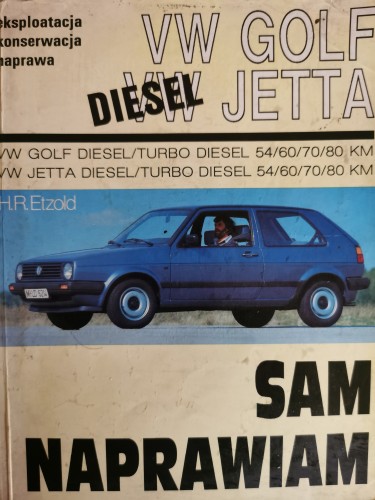 eksploatacja
konserwacja
naprawa
VW GOLF
DIESEL
VW JETTA
VW GOLF DIESEL/TURBO DIESEL 54/60/70/80 KM
VW JETTA DIESEL/TURBO DIESEL 54/60/70/80 KM
H.R. Etzold
SAM
NAPRAWIAM